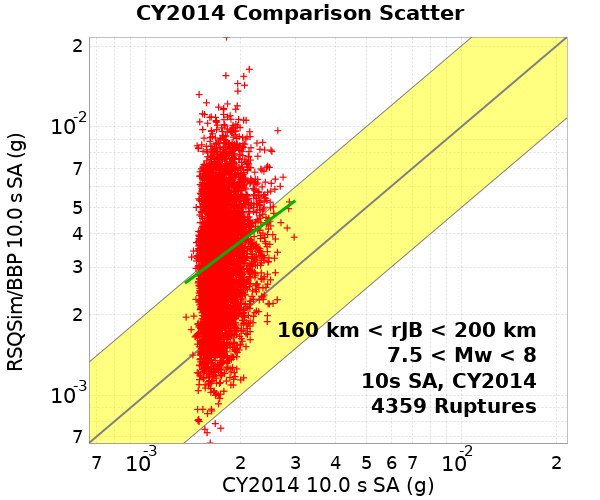 CY2014 Comparison Scatter
RSQSim/BBP 10.0 s SA (g)
2
10-2
7
5
4
3
2
10-3
7
160 km < rJB < 200 km
7.5 < Mw < 8
10s SA, CY2014
4359 Ruptures
7 10-3 2 3 4 5 6 7 10-2 2
CY2014 10.0 s SA (g)